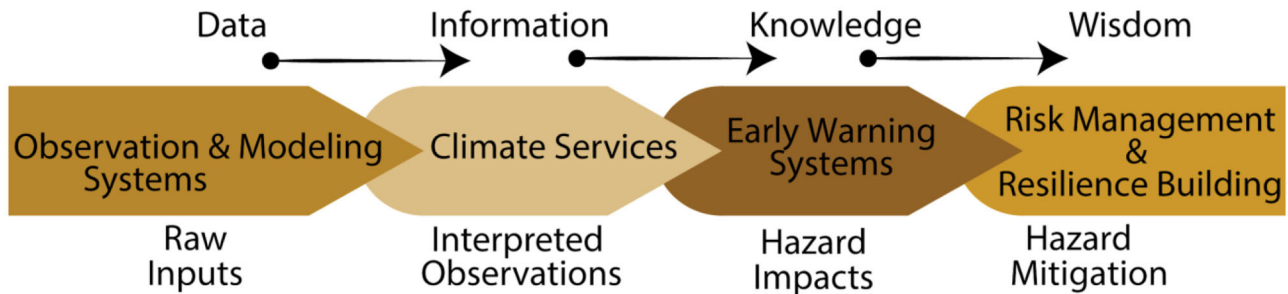 Data
Information
Knowledge
Wisdom
Observation & Modeling
Systems
Climate Services
Early Warning
Systems
Risk Management
&
Resilience Building
Raw
Inputs
Interpreted
Observations
Hazard
Impacts
Hazard
Mitigation